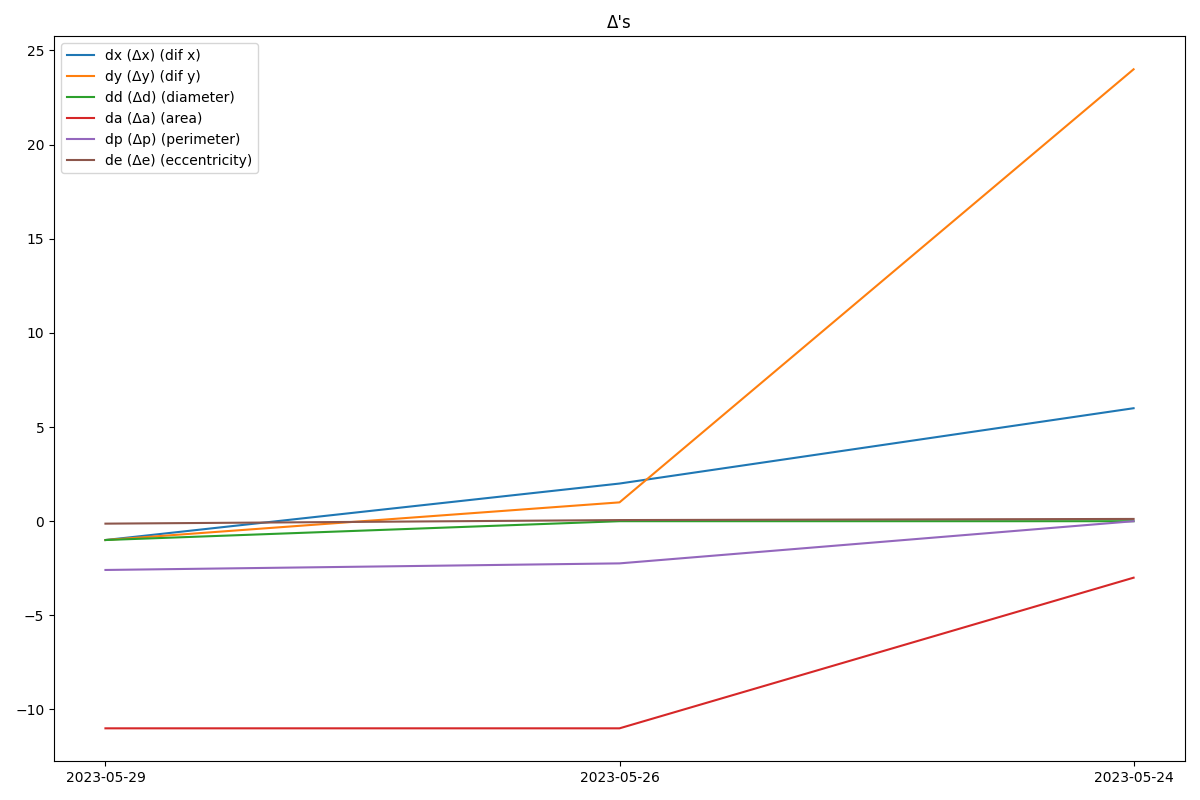 Δ's
dx (Δx) (dif x)
dy (Δy) (dif y)
dd (Δd) (diameter)
da (Δa) (area)
dp (Δp) (perimeter)
de (Δe) (eccentricity)
25
20
15
10
5
0
−5
−10
2023-05-29
2023-05-26
2023-05-24